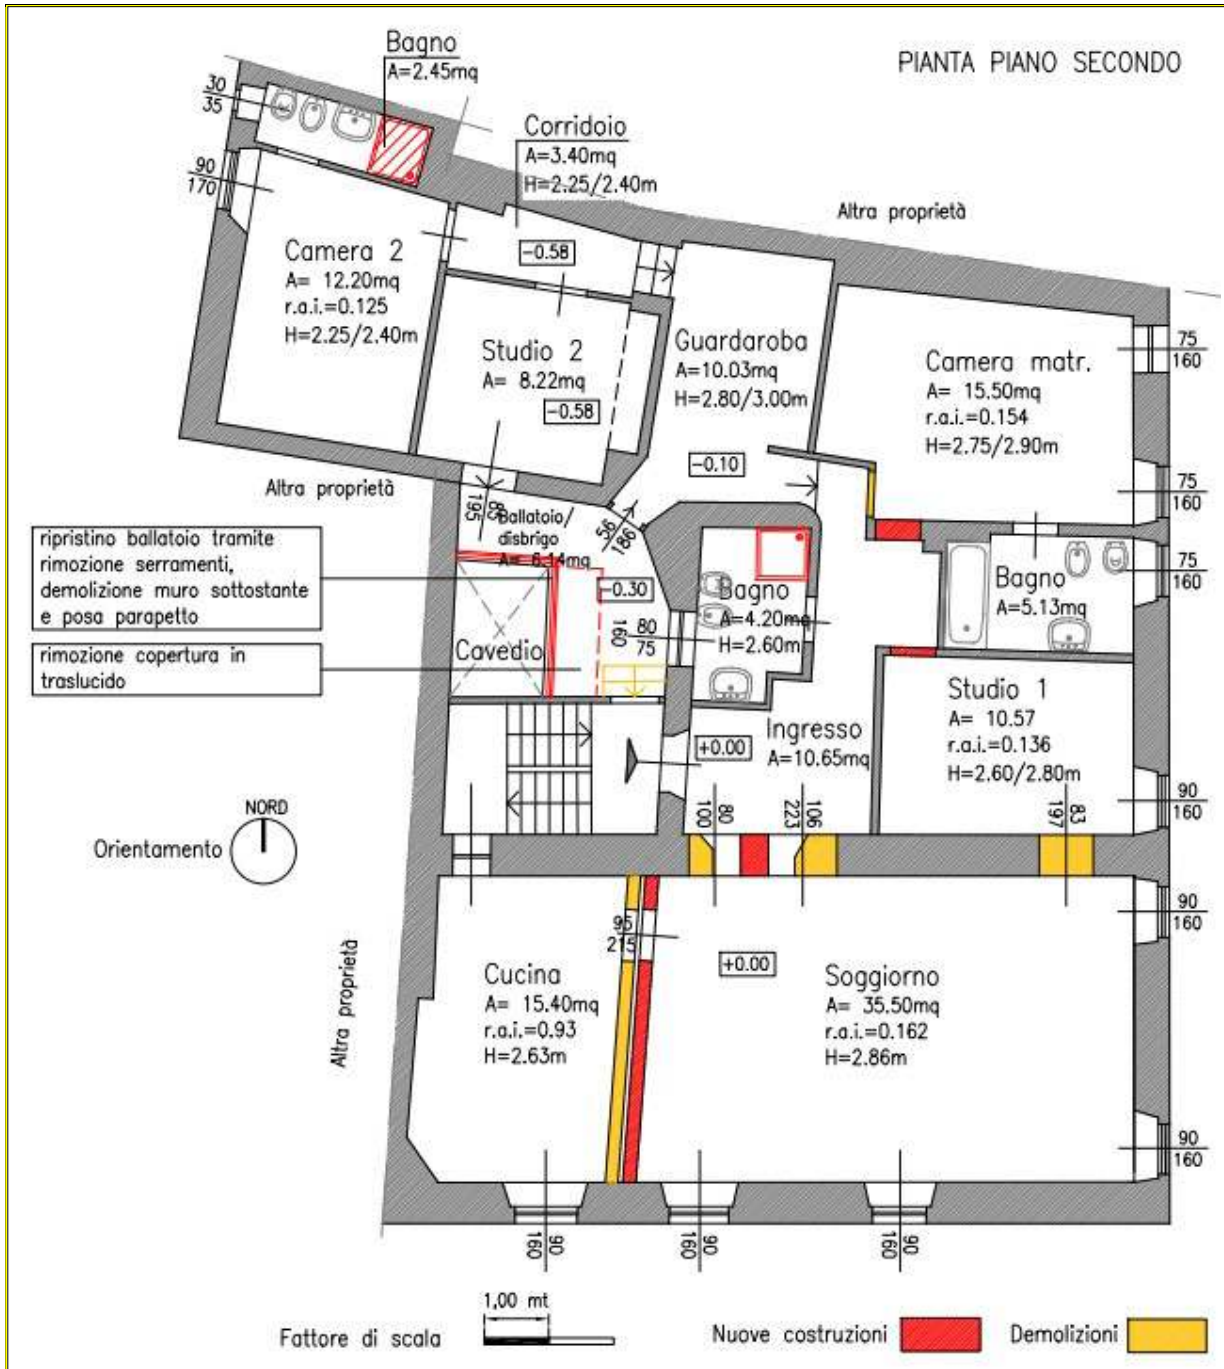 PIANTA PIANO SECONDO
Bagno
A=2.45mq
30
35
Corridoio
A=3.40mq
H=2.25/2.40m
90
170
Altra proprietà
Camera 2
A= 12.20mq
r.a.i.=0.125
H=2.25/2.40m
-0.58
Studio 2
A= 8.22mq
-0.58
Guardaroba
A=10.03mq
H=2.80/3.00m
-0.10
Camera matr.
A= 15.50mq
r.a.i.=0.154
H=2.75/2.90m
75
160
75
160
75
160
Altra proprietà
85
195
Ballatoio/
disbrigo
A= 6.14mq
56
186
-0.30
ripristino ballatoio tramite
rimozione serramenti,
demolizione muro sottostante
e posa parapetto
rimozione copertura in
traslucido
Cavedio
160
80
75
Bagno
A=4.20mq
H=2.60m
Bagno
A=5.13mq
Studio 1
A= 10.57
r.a.i.=0.136
H=2.60/2.80m
Ingresso
A=10.65mq
+0.00
90
160
80
100
106
223
83
197
NORD
Orientamento
90
160
95
215
+0.00
Cucina
A= 15.40mq
r.a.i.=0.93
H=2.63m
Soggiorno
A= 35.50mq
r.a.i.=0.162
H=2.86m
Altra proprietà
90
160
90
160
90
160
90
160
1,00 mt
Fattore di scala
Nuove costruzioni
Demolizioni